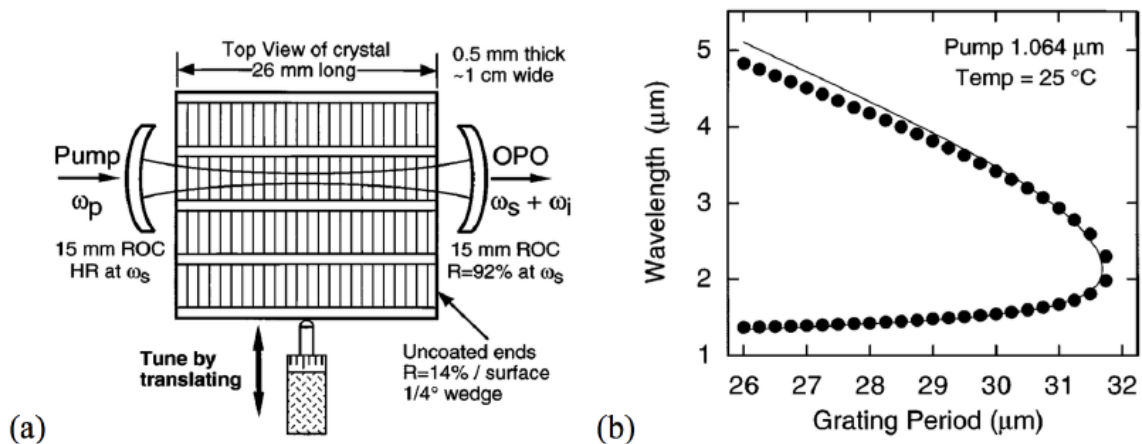 Top View of crystal
26 mm long
0.5 mm thick
~1 cm wide
Pump
ωp
15 mm ROC
HR at ωs
OPO
ωs + ωi
15 mm ROC
R=92% at ωs
Tune by
translating
Uncoated ends
R=14% / surface
1/4° wedge
(a)
Pump 1.064 μm
Temp = 25 °C
Wavelength (μm)
5
4
3
2
1
26 27 28 29 30 31 32
Grating Period (μm)
(b)